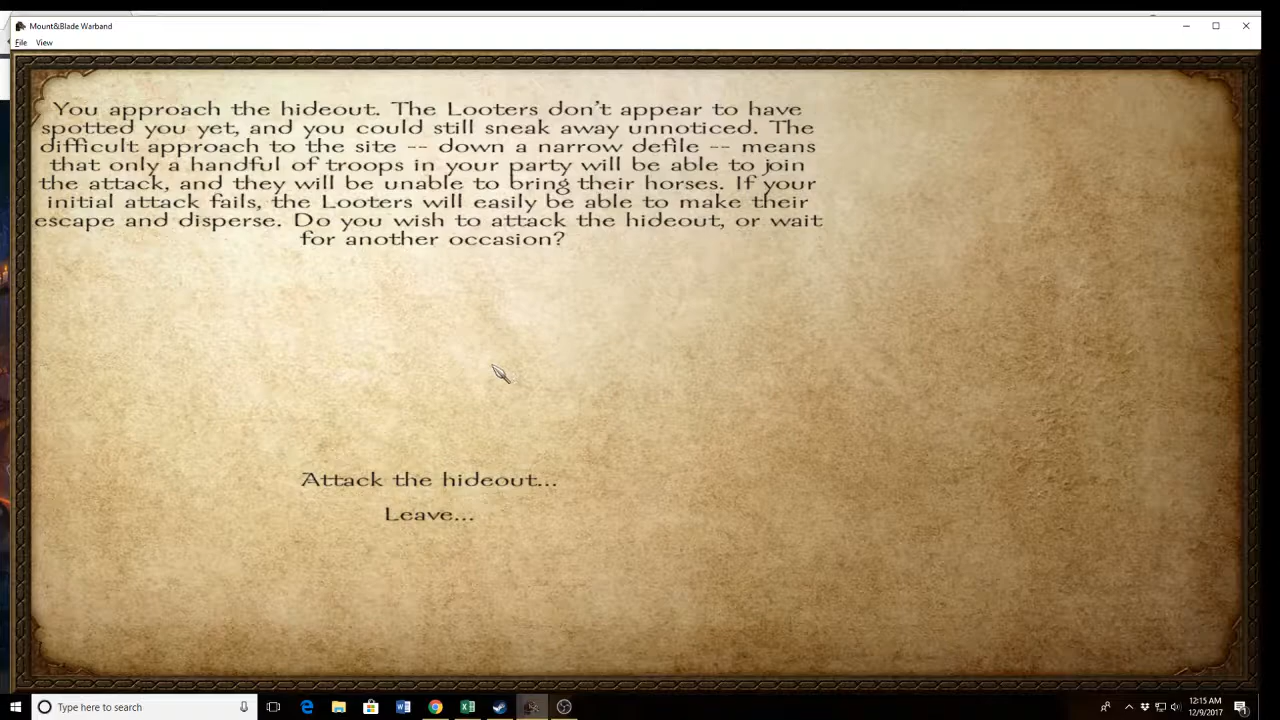 Mount&Blade Warband
File View
You approach the hideout. The Looters don't appear to have
spotted you yet, and you could still sneak away unnoticed. The
difficult approach to the site -- down a narrow defile -- means
that only a handful of troops in your party will be able to join
the attack, and they will be unable to bring their horses. If your
initial attack fails, the Looters will easily be able to make their
escape and disperse. Do you wish to attack the hideout, or wait
for another occasion?
Attack the hideout...
Leave...
Type here to search
12:15 AM
12/9/2017